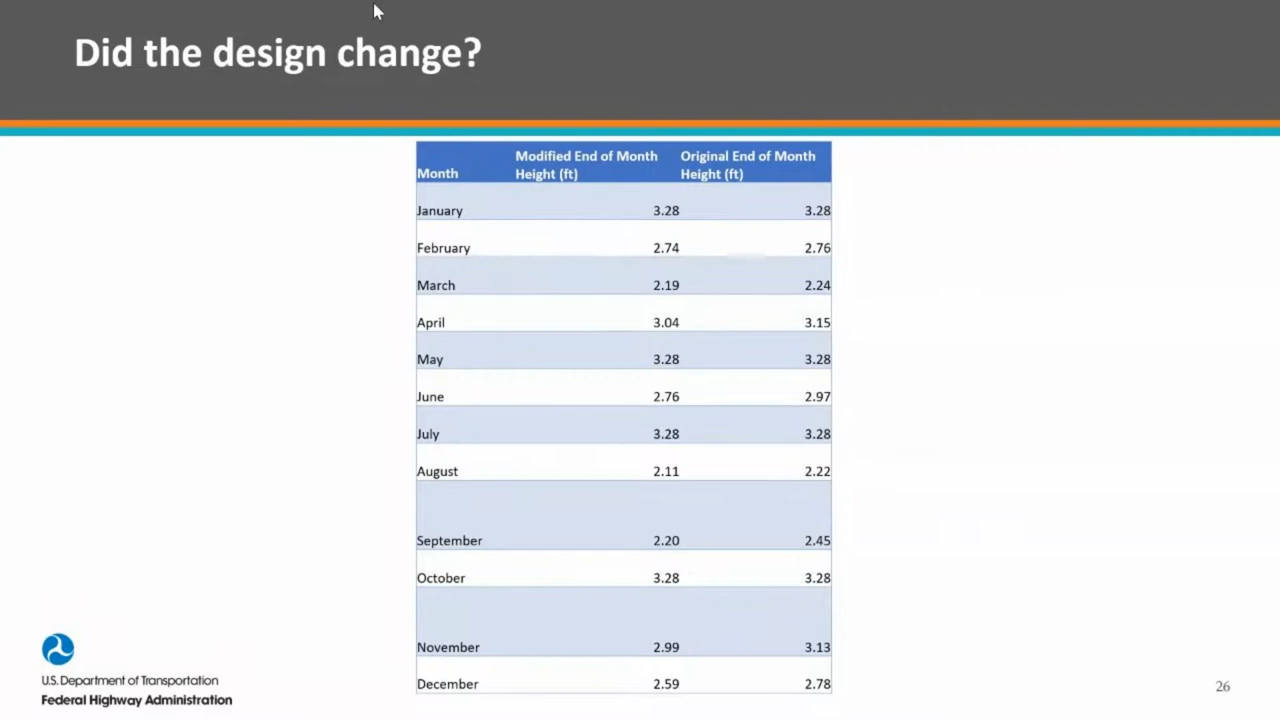 Did the design change?
Month Modified End of Month Height (ft) Original End of Month Height (ft)
January 3.28 3.28
February 2.74 2.76
March 2.19 2.24
April 3.04 3.15
May 3.28 3.28
June 2.76 2.97
July 3.28 3.28
August 2.11 2.22
September 2.20 2.45
October 3.28 3.28
November 2.99 3.13
December 2.59 2.78
U.S. Department of Transportation
Federal Highway Administration
26